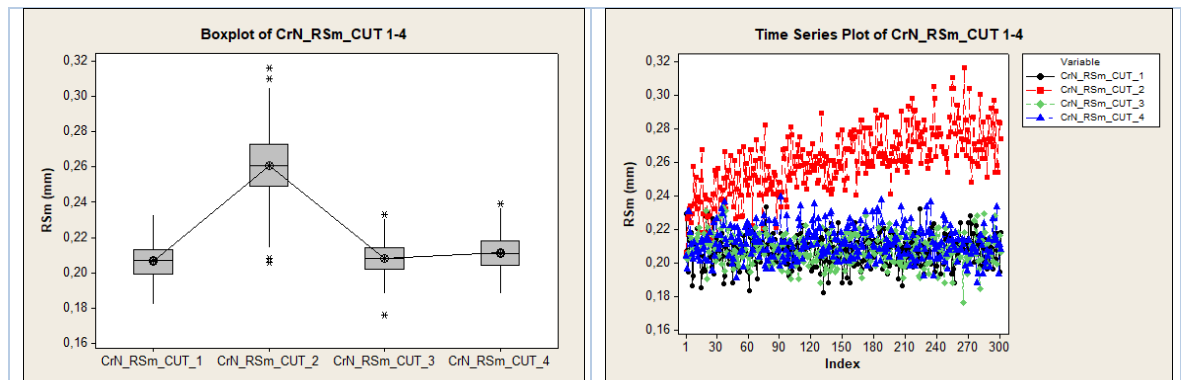 Boxplot of CrN_RSm_CUT 1-4
0,32
0,30
0,28
0,26
0,24
0,22
0,20
0,18
0,16
RSm (mm)
CrN_RSm_CUT_1 CrN_RSm_CUT_2 CrN_RSm_CUT_3 CrN_RSm_CUT_4
Time Series Plot of CrN_RSm_CUT 1-4
0,32
0,30
0,28
0,26
0,24
0,22
0,20
0,18
0,16
RSm (mm)
1 30 60 90 120 150 180 210 240 270 300
Index
Variable
CrN_RSm_CUT_1
CrN_RSm_CUT_2
CrN_RSm_CUT_3
CrN_RSm_CUT_4